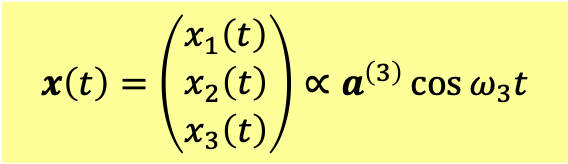 x(t) = (x₁(t) x₂(t) x₃(t)) ∝ a⁽³⁾ cos ω₃t